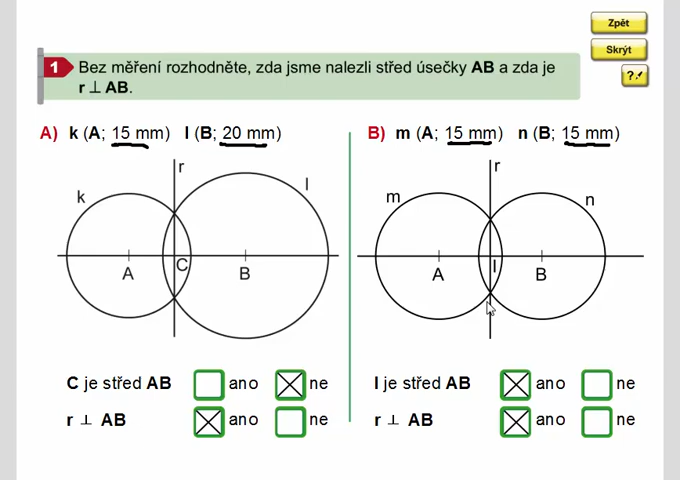 Zpět
Skrýt
?
1 Bez měření rozhodněte, zda jsme nalezli střed úsečky AB a zda je
r ⊥ AB.
A) k (A; 15 mm) l (B; 20 mm)
r
k
l
A
C
B
C je střed AB ano ne
r ⊥ AB ano ne
B) m (A; 15 mm) n (B; 15 mm)
r
m
n
A
I
B
I je střed AB ano ne
r ⊥ AB ano ne